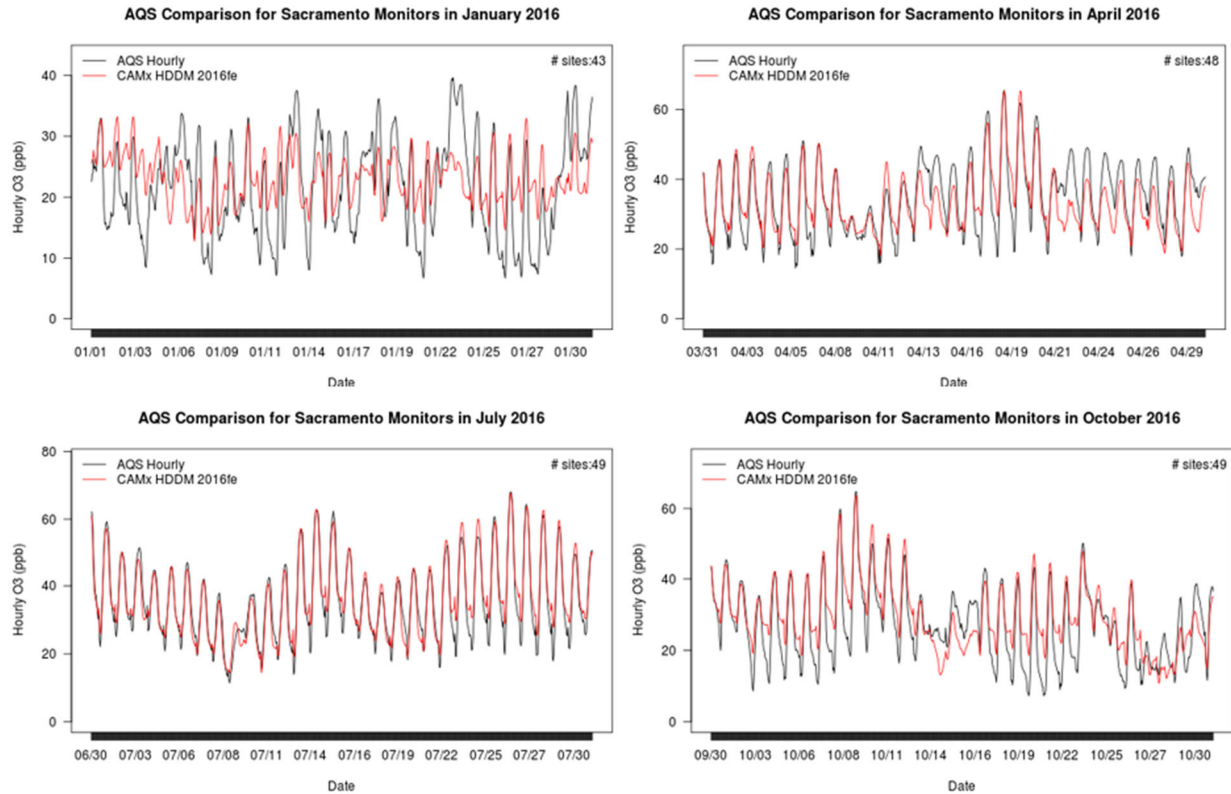 AQS Comparison for Sacramento Monitors in January 2016
AQS Hourly
CAMx HDDM 2016fe
# sites:43
Hourly O3 (ppb)
40
30
20
10
0
01/01 01/03 01/06 01/09 01/11 01/14 01/17 01/19 01/22 01/25 01/27 01/30
Date
AQS Comparison for Sacramento Monitors in April 2016
AQS Hourly
CAMx HDDM 2016fe
# sites:48
Hourly O3 (ppb)
60
40
20
0
03/31 04/03 04/05 04/08 04/11 04/13 04/16 04/19 04/21 04/24 04/26 04/29
Date
AQS Comparison for Sacramento Monitors in July 2016
AQS Hourly
CAMx HDDM 2016fe
# sites:49
Hourly O3 (ppb)
80
60
40
20
0
06/30 07/03 07/06 07/08 07/11 07/14 07/16 07/19 07/22 07/25 07/27 07/30
Date
AQS Comparison for Sacramento Monitors in October 2016
AQS Hourly
CAMx HDDM 2016fe
# sites:49
Hourly O3 (ppb)
60
40
20
0
09/30 10/03 10/06 10/08 10/11 10/14 10/16 10/19 10/22 10/25 10/27 10/30
Date